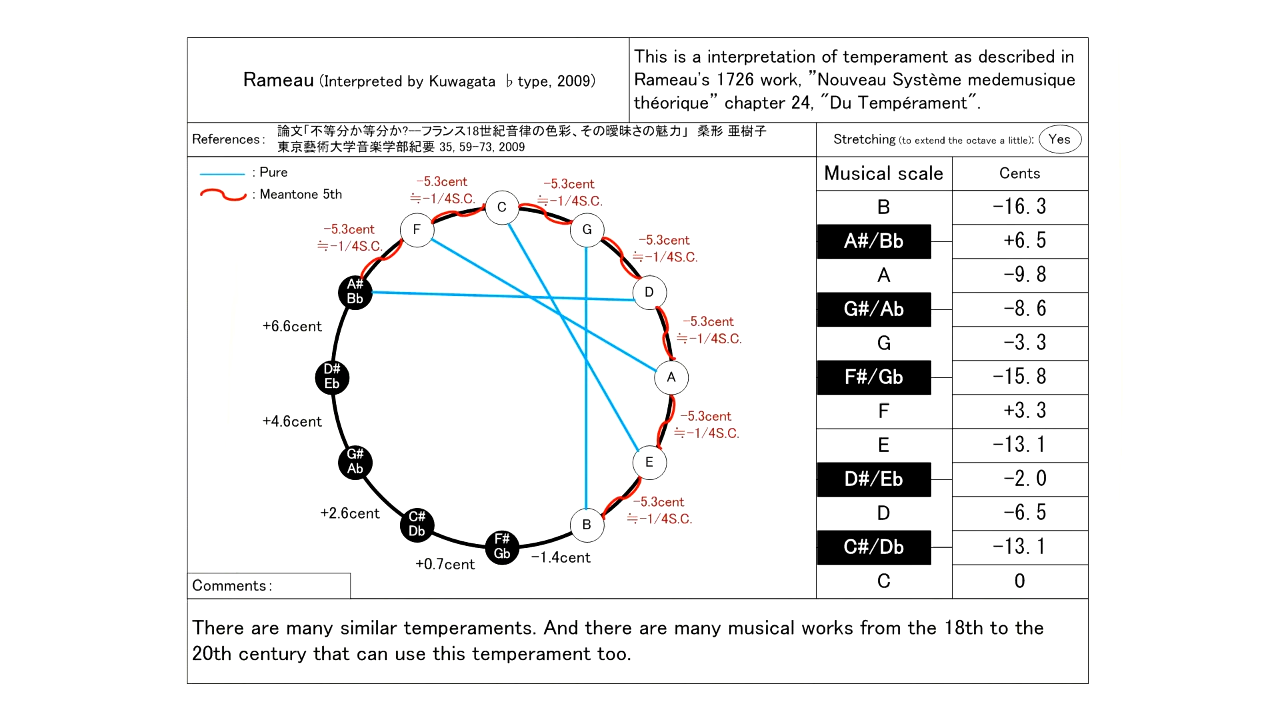 Rameau (Interpreted by Kuwagata ♭type, 2009)
This is a interpretation of temperament as described in
Rameau's 1726 work, ”Nouveau Système medemusique
théorique” chapter 24, "Du Tempérament".
References:
論文「不等分か等分か?--フランス18世紀音律の色彩、その曖昧さの魅力」 桑形 亜樹子
東京藝術大学音楽学部紀要 35, 59-73, 2009
Stretching (to extend the octave a little): Yes
: Pure
: Meantone 5th
-5.3cent
≒-1/4S.C.
-5.3cent
≒-1/4S.C.
-5.3cent
≒-1/4S.C.
-5.3cent
≒-1/4S.C.
-5.3cent
≒-1/4S.C.
-5.3cent
≒-1/4S.C.
-5.3cent
≒-1/4S.C.
C
G
D
A
E
B
F#
Gb
C#
Db
G#
Ab
D#
Eb
A#
Bb
F
+6.6cent
+4.6cent
+2.6cent
+0.7cent
-1.4cent
Musical scale Cents
B -16.3
A#/Bb +6.5
A -9.8
G#/Ab -8.6
G -3.3
F#/Gb -15.8
F +3.3
E -13.1
D#/Eb -2.0
D -6.5
C#/Db -13.1
C 0
Comments:
There are many similar temperaments. And there are many musical works from the 18th to the
20th century that can use this temperament too.